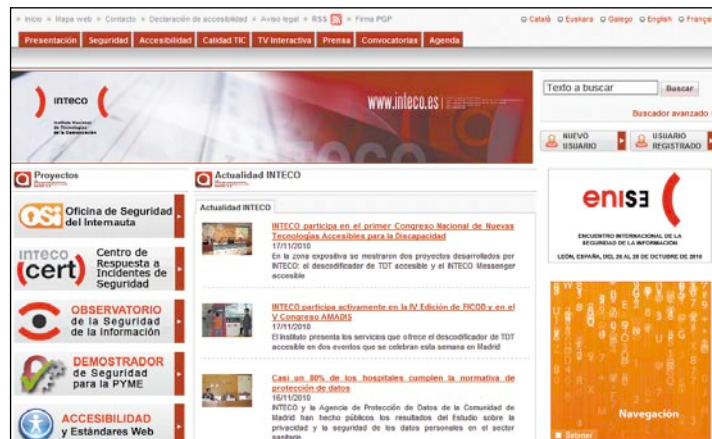 Inicio Mapa web Contacto Declaración de accesibilidad Aviso legal RSS Firma PGP
Català Euskara Galego English Françai
Presentación Seguridad Accesibilidad Calidad TIC TV Interactiva Prensa Convocatorias Agenda
INTECO
Instituto Nacional
de Tecnologías
de la Comunicación
www.inteco.es
INTECO
Texto a buscar
Buscar
Buscador avanzado
NUEVO
USUARIO
USUARIO
REGISTRADO
Proyectos
Oficina de Seguridad
del Internauta
OSi
INTECO
cert
Centro de
Respuesta a
Incidentes de
Seguridad
OBSERVATORIO
de la Seguridad
de la Información
DEMOSTRADOR
de Seguridad
para la PYME
ACCESIBILIDAD
y Estándares Web
Actualidad INTECO
Actualidad INTECO
INTECO participa en el primer Congreso Nacional de Nuevas
Tecnologías Accesibles para la Discapacidad
17/11/2010
En la zona expositiva se mostraron dos proyectos desarrollados por
INTECO: el descodificador de TDT accesible y el INTECO Messenger
accesible
INTECO participa activamente en la IV Edición de FICOD y en el
V Congreso AMADIS
17/11/2010
El Instituto presenta los servicios que ofrece el descodificador de TDT
accesible en dos eventos que se celebran esta semana en Madrid
Casi un 80% de los hospitales cumplen la normativa de
protección de datos
16/11/2010
INTECO y la Agencia de Protección de Datos de la Comunidad de
Madrid han hecho públicos los resultados del Estudio sobre la
privacidad y la seguridad de los datos personales en el sector
sanitario
enisE
ENCUENTRO INTERNACIONAL DE LA
SEGURIDAD DE LA INFORMACIÓN
LEÓN, ESPAÑA, DEL 26 AL 28 DE OCTUBRE DE 2010
Navegación
Detener